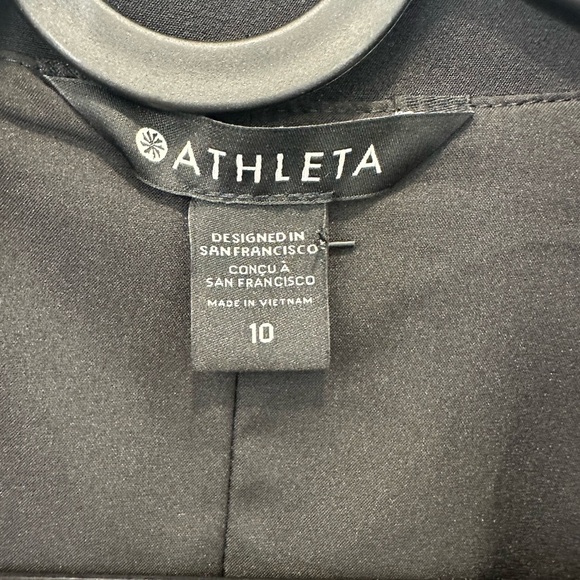 ATHLETA
DESIGNED IN
SAN FRANCISCO
CONÇU À
SAN FRANCISCO
MADE IN VIETNAM
10